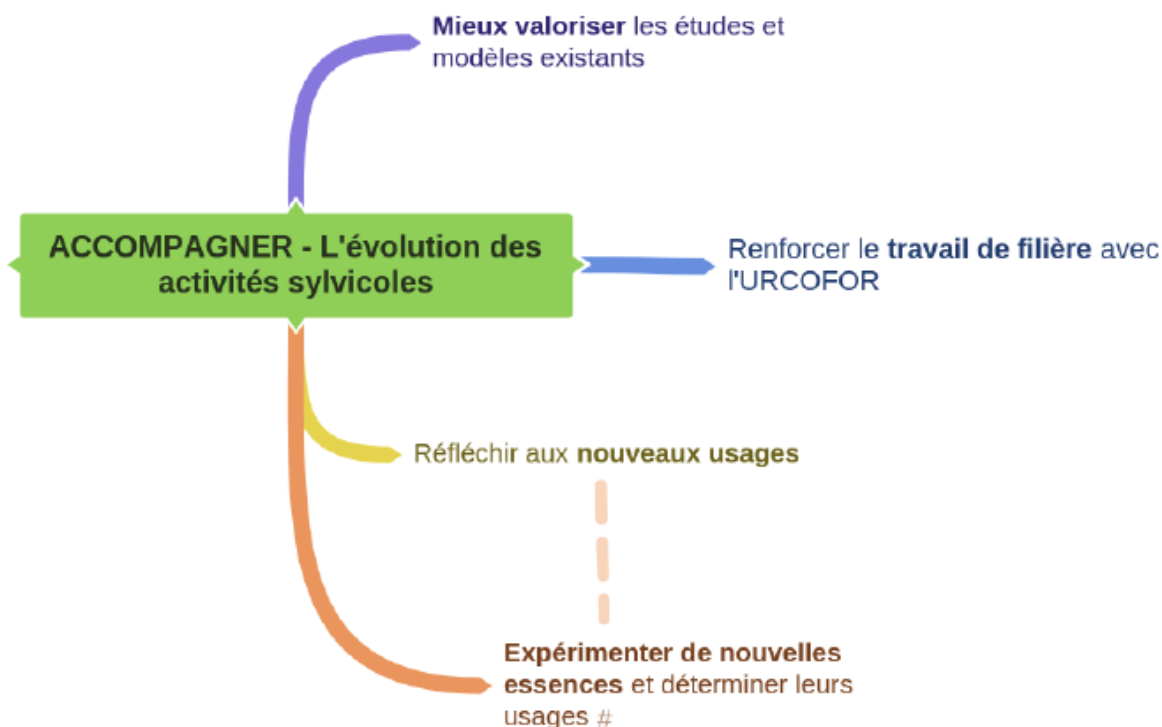 Mieux valoriser les études et
modèles existants
ACCOMPAGNER - L'évolution des
activités sylvicoles
Renforcer le travail de filière avec
l'URCOFOR
Réfléchir aux nouveaux usages
Expérimenter de nouvelles
essences et déterminer leurs
usages #